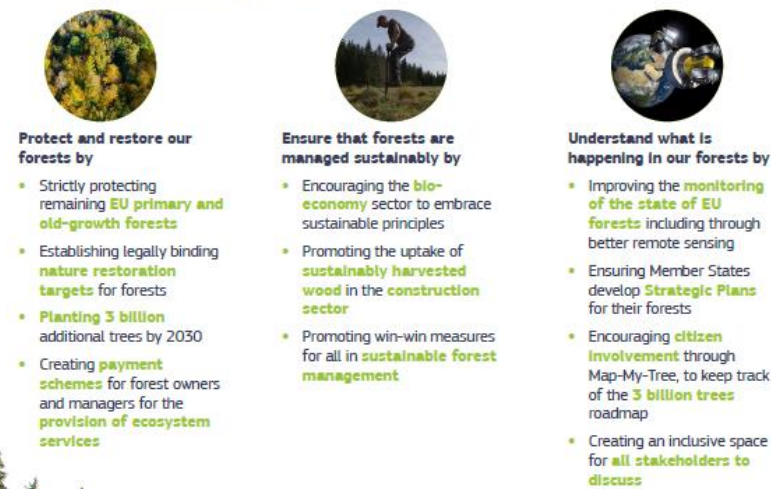 Protect and restore our
forests by
• Strictly protecting
remaining EU primary and
old-growth forests
• Establishing legally binding
nature restoration
targets for forests
• Planting 3 billion
additional trees by 2030
• Creating payment
schemes for forest owners
and managers for the
provision of ecosystem
services
Ensure that forests are
managed sustainably by
• Encouraging the bio-
economy sector to embrace
sustainable principles
• Promoting the uptake of
sustainably harvested
wood in the construction
sector
• Promoting win-win measures
for all in sustainable forest
management
Understand what is
happening in our forests by
• Improving the monitoring
of the state of EU
forests including through
better remote sensing
• Ensuring Member States
develop Strategic Plans
for their forests
• Encouraging citizen
involvement through
Map-My-Tree, to keep track
of the 3 billion trees
roadmap
• Creating an inclusive space
for all stakeholders to
discuss